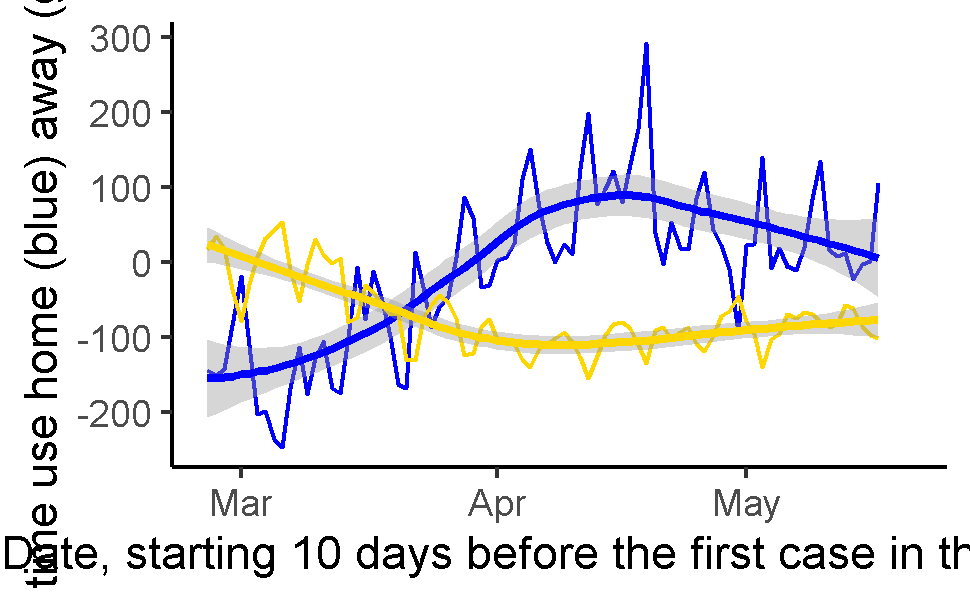 time use home (blue) away (
300
200
100
0
-100
-200
Mar Apr May
Date, starting 10 days before the first case in th